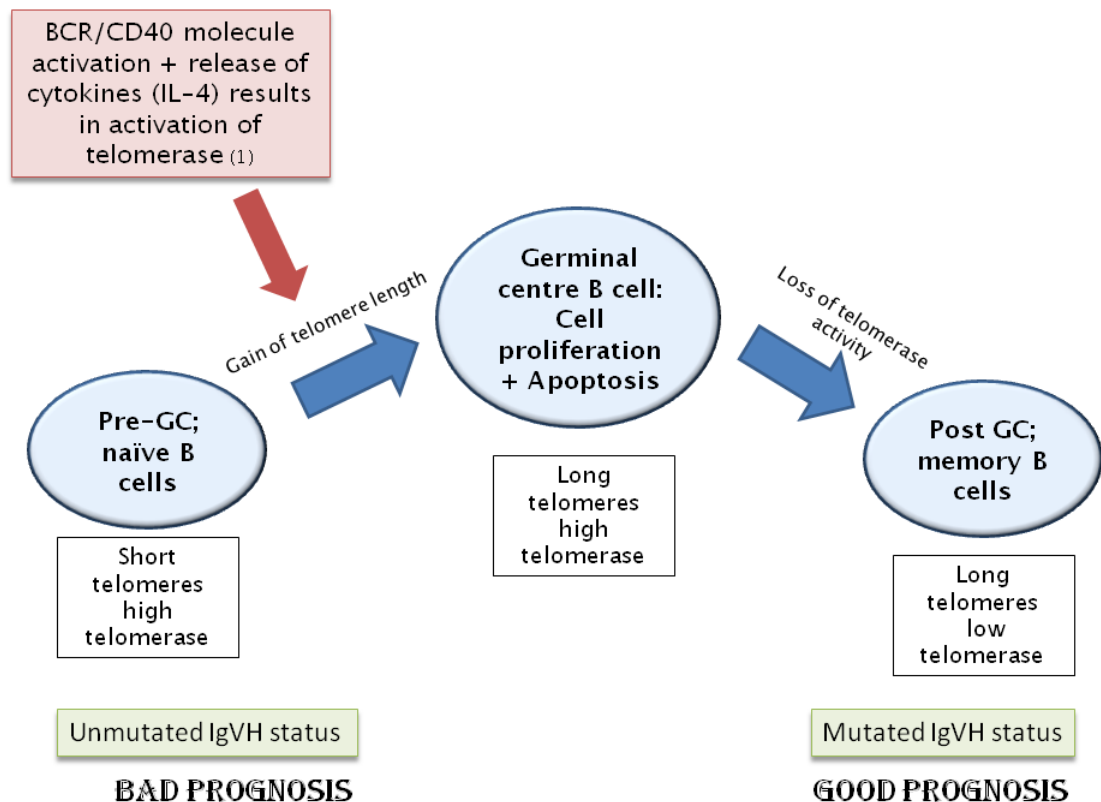 BCR/CD40 molecule
activation + release of
cytokines (IL-4) results
in activation of
telomerase (1)
Gain of telomere length
Germinal
centre B cell:
Cell
proliferation
+ Apoptosis
Loss of telomerase
activity
Pre-GC;
naïve B
cells
Post GC;
memory B
cells
Short
telomeres
high
telomerase
Long
telomeres
high
telomerase
Long
telomeres
low
telomerase
Unmutated IgVH status
Mutated IgVH status
BAD PROGNOSIS
GOOD PROGNOSIS